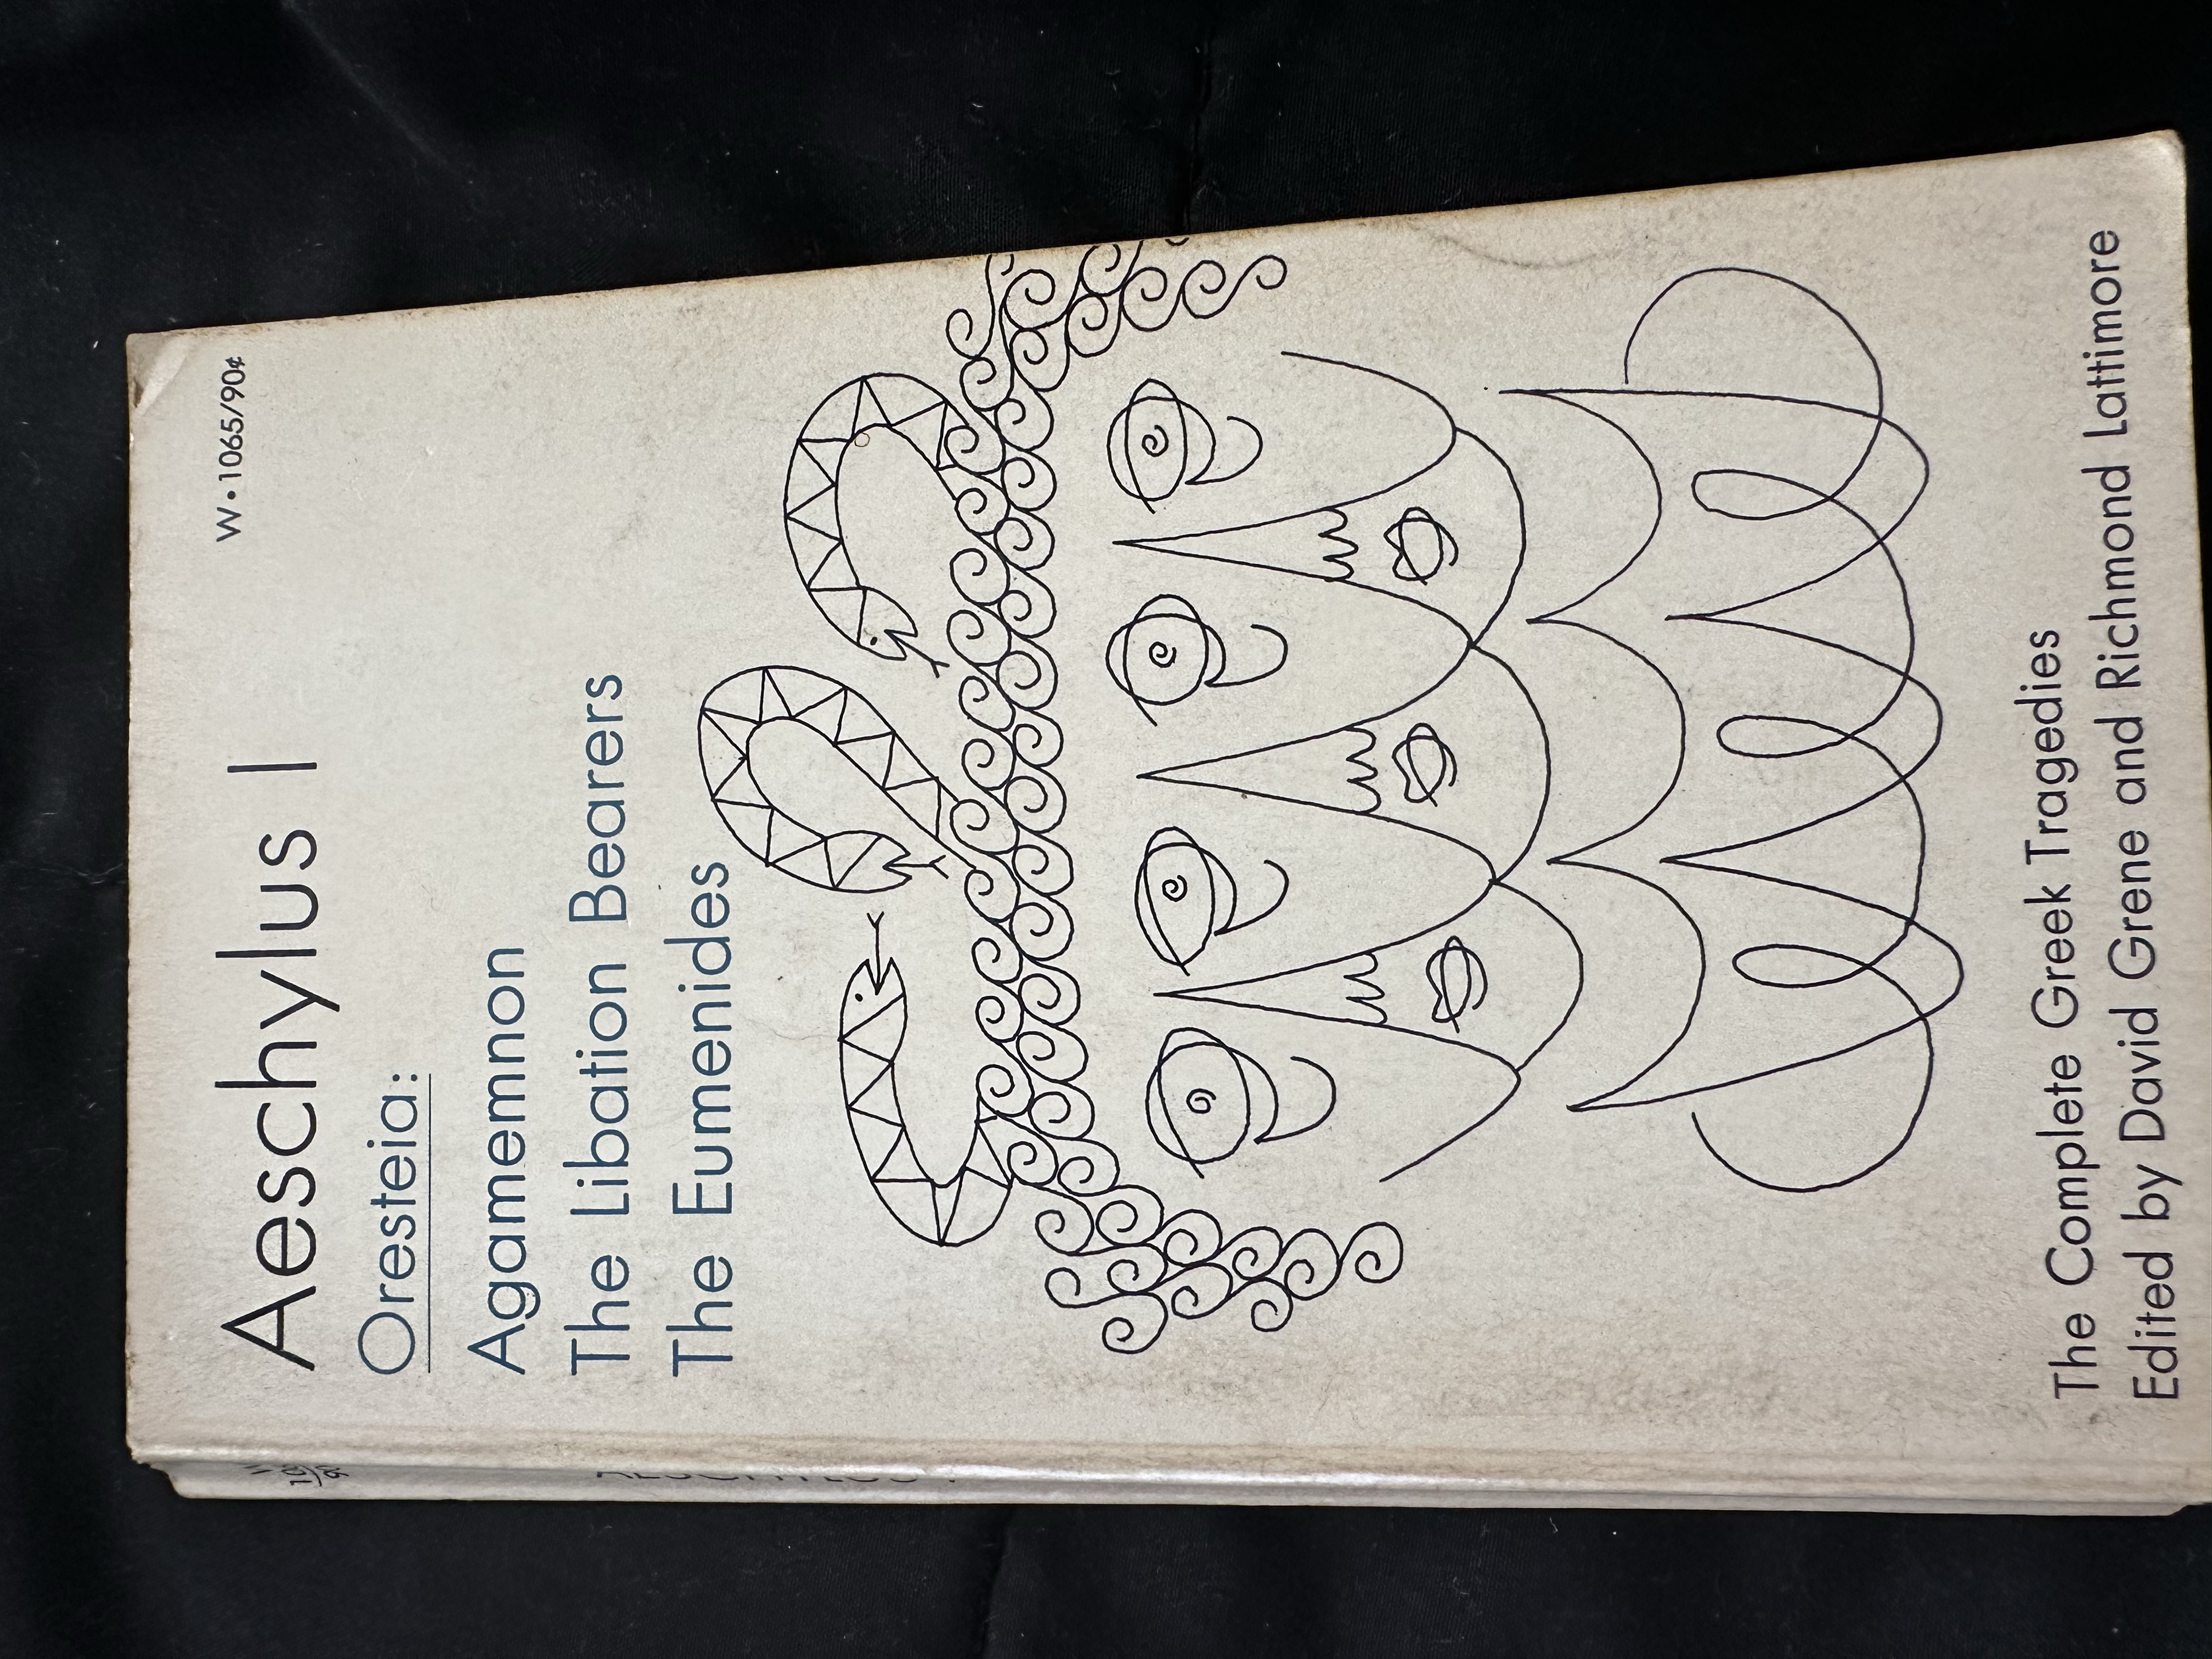 Aeschylus I
W•1065/90¢
Oresteia:
Agamemnon
The Libation Bearers
The Eumenides
The Complete Greek Tragedies
Edited by David Grene and Richmond Lattimore